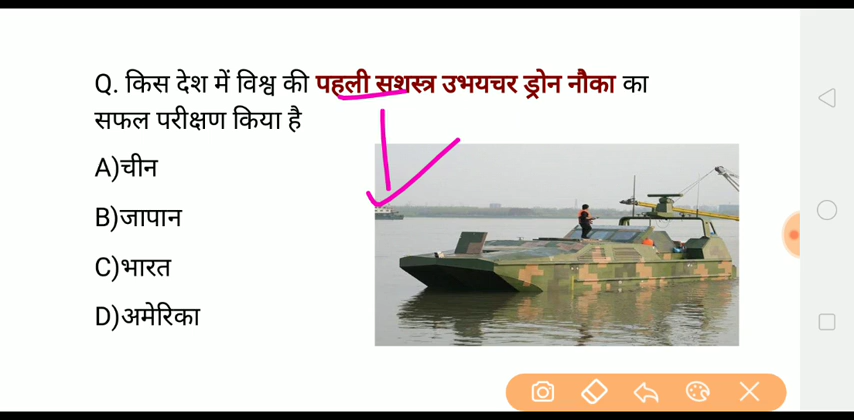 Q. किस देश में विश्व की पहली सशस्त्र उभयचर ड्रोन नौका का
सफल परीक्षण किया है
A)चीन
B)जापान
C)भारत
D)अमेरिका